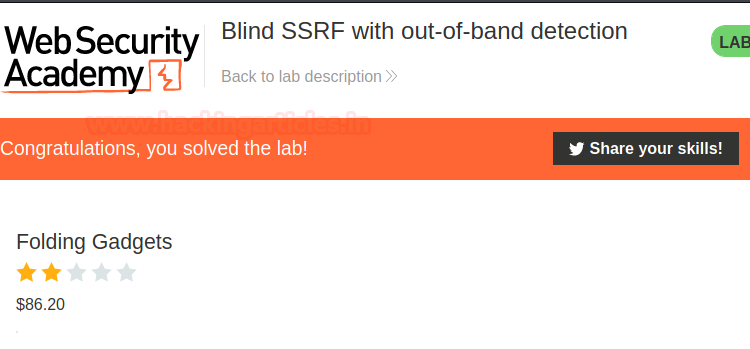 Web Security
Academy
Blind SSRF with out-of-band detection
Back to lab description
LAB
www.hackingarticles.in
Congratulations, you solved the lab!
Share your skills!
Folding Gadgets
$86.20